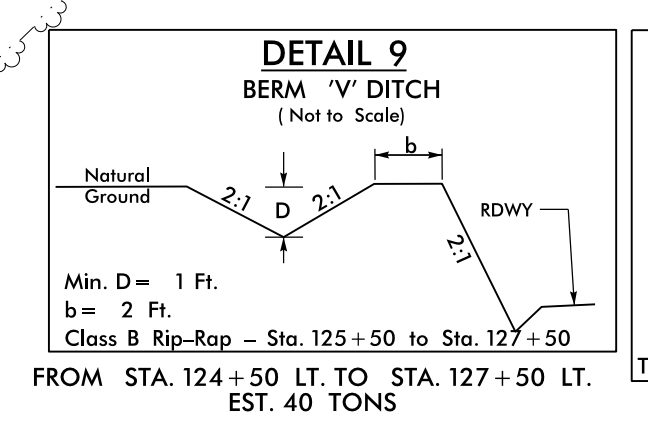 DETAIL 9
BERM 'V' DITCH
( Not to Scale)
b
Natural
Ground
2:1
D
2:1
2:1
RDWY
Min. D = 1 Ft.
b = 2 Ft.
Class B Rip-Rap - Sta. 125+50 to Sta. 127+50
FROM STA. 124+50 LT. TO STA. 127+50 LT.
EST. 40 TONS
T